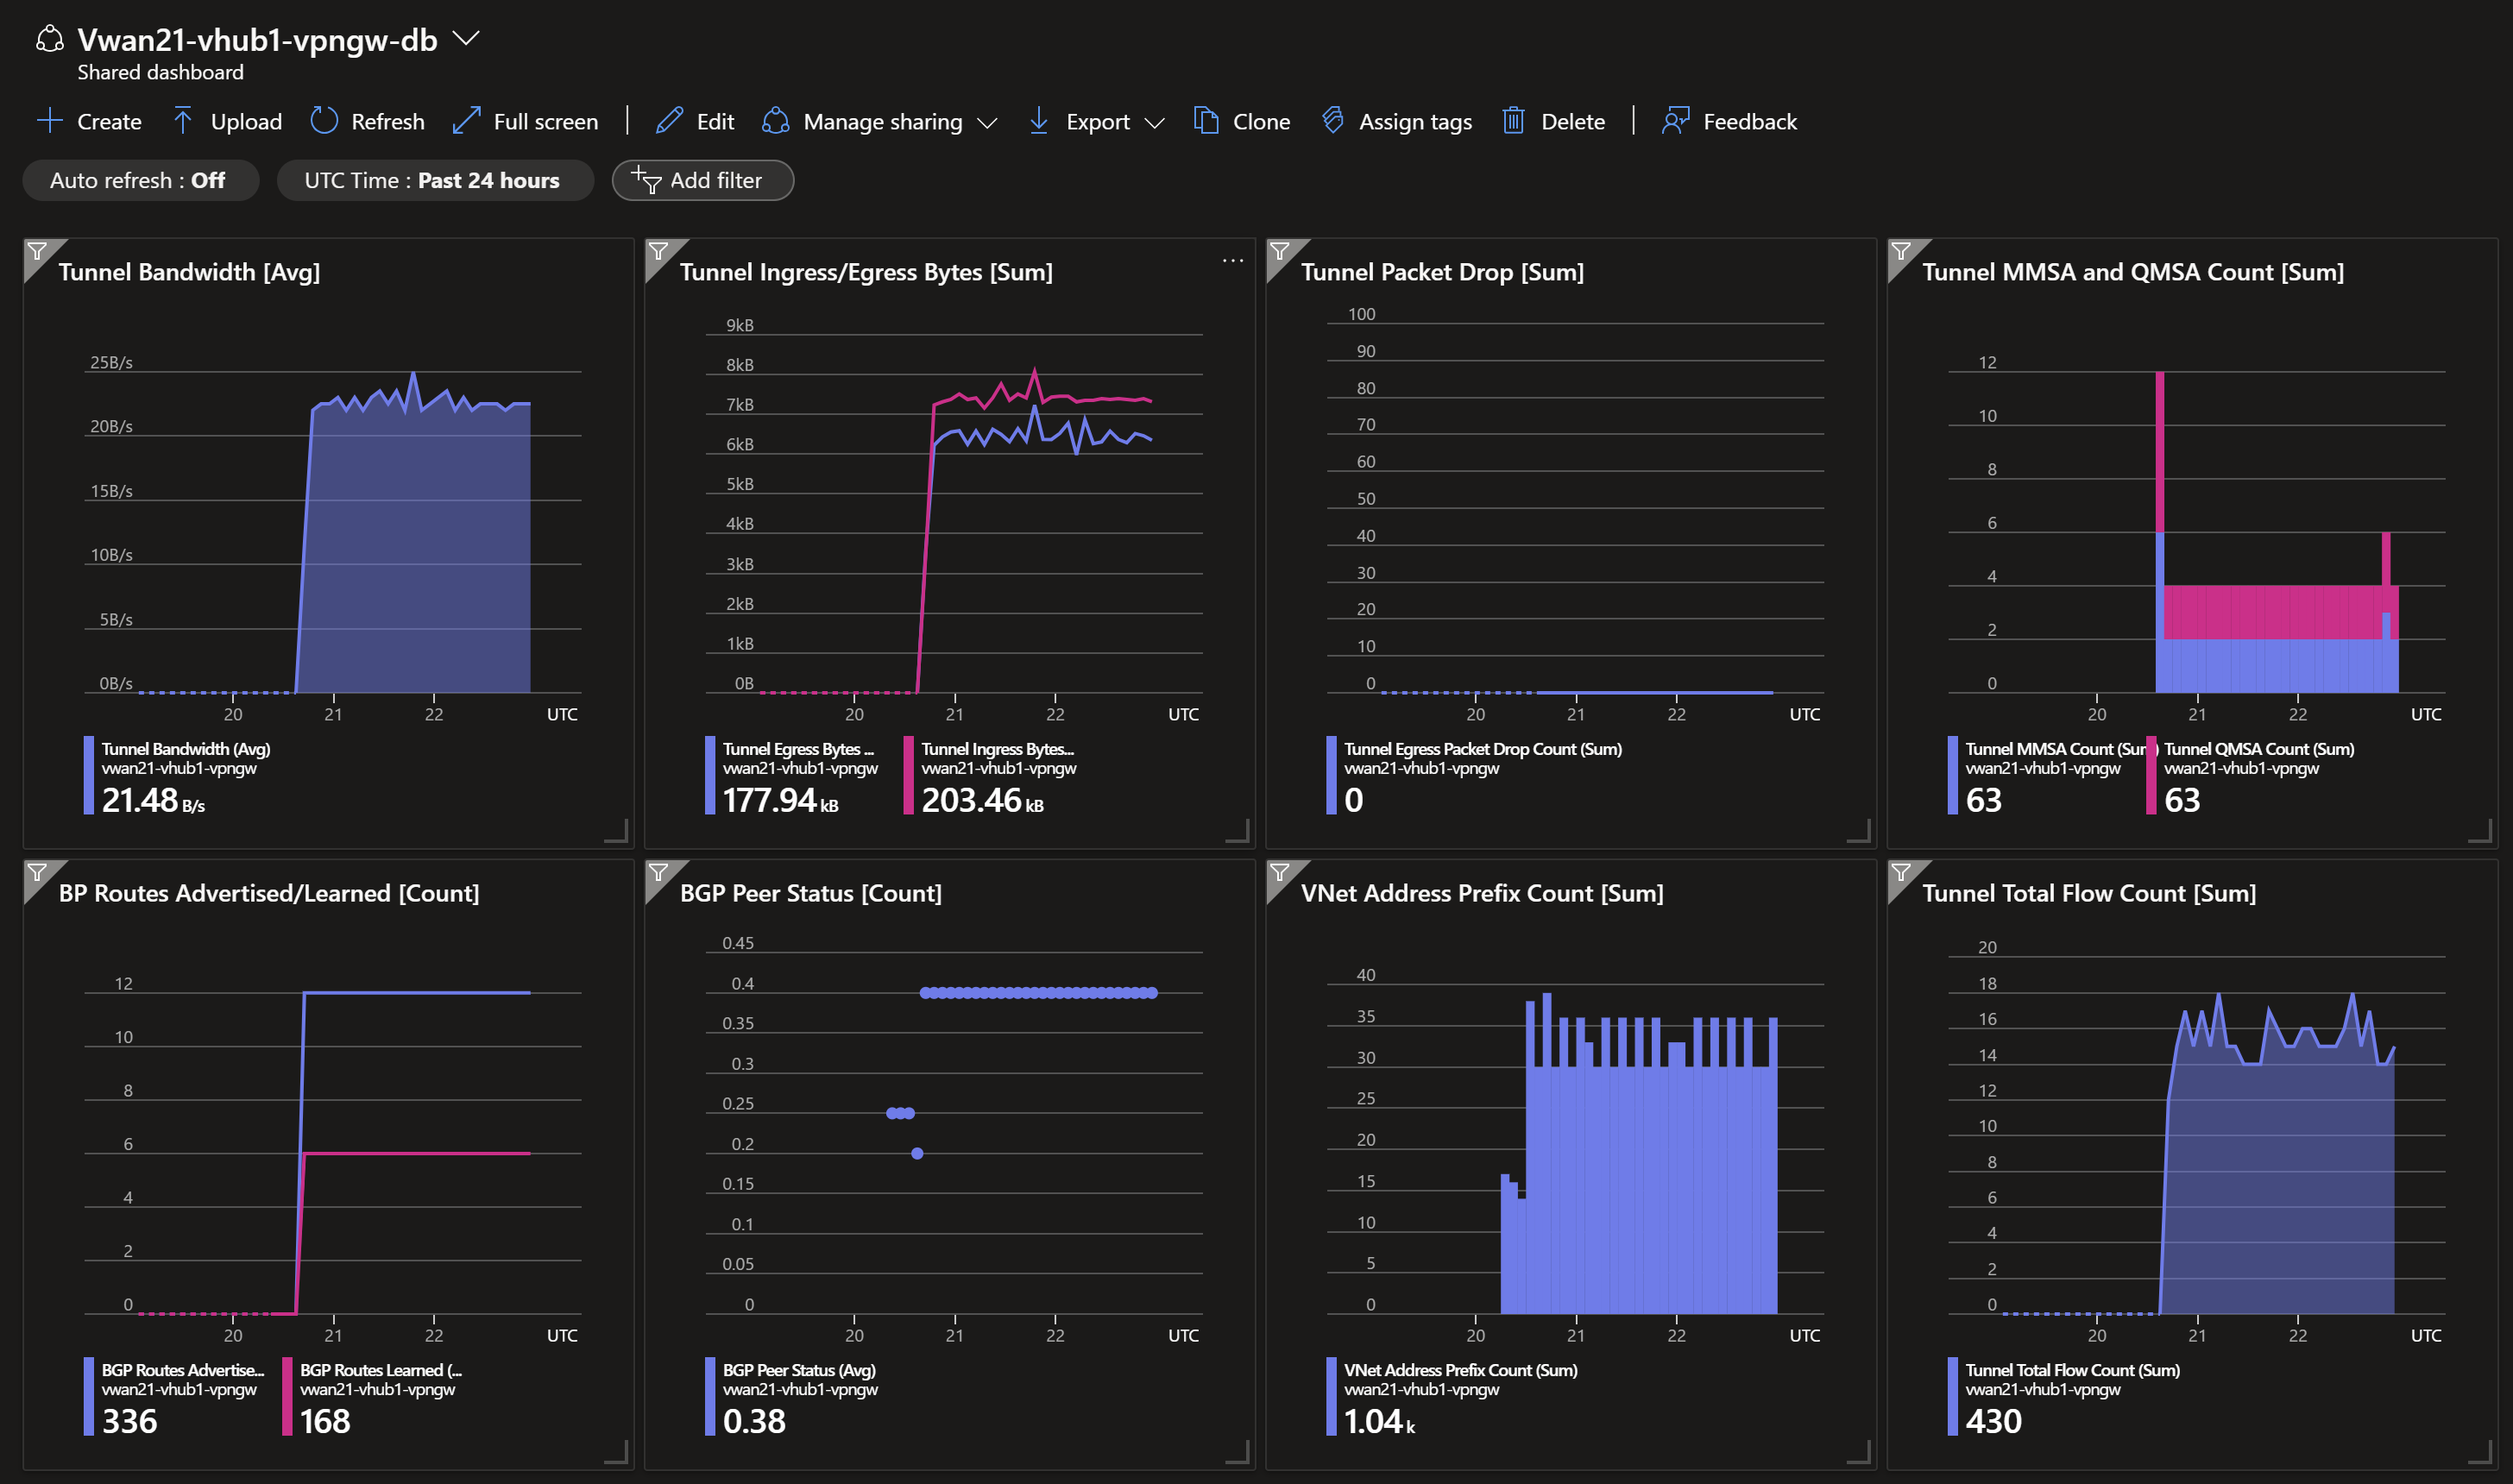 Vwan21-vhub1-vpngw-db
Shared dashboard
Create Upload Refresh Full screen Edit Manage sharing Export Clone Assign tags Delete Feedback
Auto refresh : Off UTC Time : Past 24 hours Add filter
Tunnel Bandwidth [Avg]
25B/s
20B/s
15B/s
10B/s
5B/s
0B/s
20 21 22 UTC
Tunnel Bandwidth (Avg)
vwan21-vhub1-vpngw
21.48 B/s
Tunnel Ingress/Egress Bytes [Sum]
9kB
8kB
7kB
6kB
5kB
4kB
3kB
2kB
1kB
0B
20 21 22 UTC
Tunnel Egress Bytes ... Tunnel Ingress Bytes...
vwan21-vhub1-vpngw vwan21-vhub1-vpngw
177.94 kB 203.46 kB
Tunnel Packet Drop [Sum]
100
90
80
70
60
50
40
30
20
10
0
20 21 22 UTC
Tunnel Egress Packet Drop Count (Sum)
vwan21-vhub1-vpngw
0
Tunnel MMSA and QMSA Count [Sum]
12
10
8
6
4
2
0
20 21 22 UTC
Tunnel MMSA Count (Sum) Tunnel QMSA Count (Sum)
vwan21-vhub1-vpngw vwan21-vhub1-vpngw
63 63
BP Routes Advertised/Learned [Count]
12
10
8
6
4
2
0
20 21 22 UTC
BGP Routes Advertise... BGP Routes Learned (...
vwan21-vhub1-vpngw vwan21-vhub1-vpngw
336 168
BGP Peer Status [Count]
0.45
0.4
0.35
0.3
0.25
0.2
0.15
0.1
0.05
0
20 21 22 UTC
BGP Peer Status (Avg)
vwan21-vhub1-vpngw
0.38
VNet Address Prefix Count [Sum]
40
35
30
25
20
15
10
5
0
20 21 22 UTC
VNet Address Prefix Count (Sum)
vwan21-vhub1-vpngw
1.04 k
Tunnel Total Flow Count [Sum]
20
18
16
14
12
10
8
6
4
2
0
20 21 22 UTC
Tunnel Total Flow Count (Sum)
vwan21-vhub1-vpngw
430